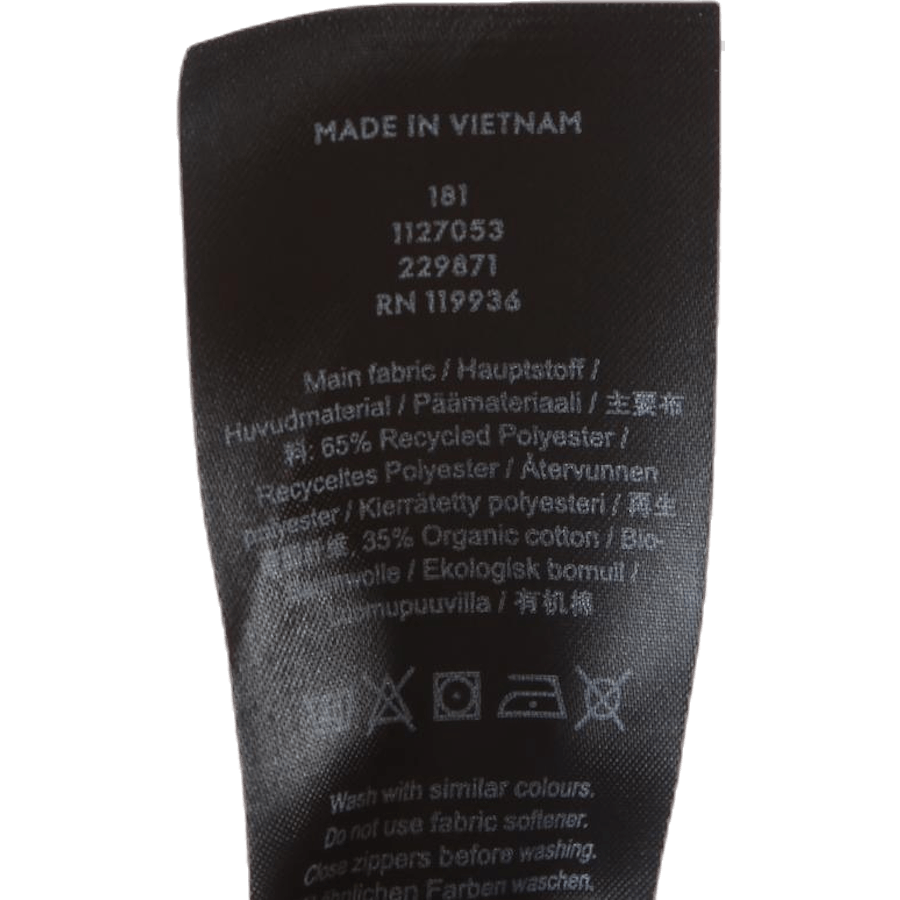 MADE IN VIETNAM
181
1127053
229871
RN 119936
Main fabric / Hauptstoff /
Huvudmaterial / Päämateriaali / 主要布
料: 65% Recycled Polyester /
Recyceltes Polyester / Återvunnen
polyester / Kierrätetty polyesteri / 再生
35% Organic cotton / Bio-
/ Ekologisk bomull /
/ 有机棉
Wash with similar colours.
Do not use fabric softener.
Close zippers before washing.
Farben waschen.